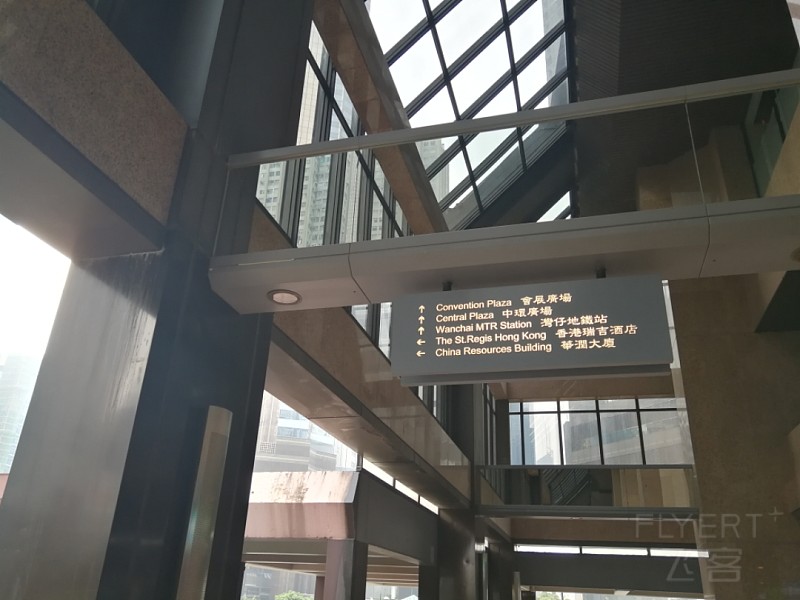 ↑ Convention Plaza 會展廣場
↑ Central Plaza 中環廣場
↑ Wanchai MTR Station 灣仔地鐵站
← The St.Regis Hong Kong 香港瑞吉酒店
← China Resources Building 華潤大廈
FLYERT+
公客